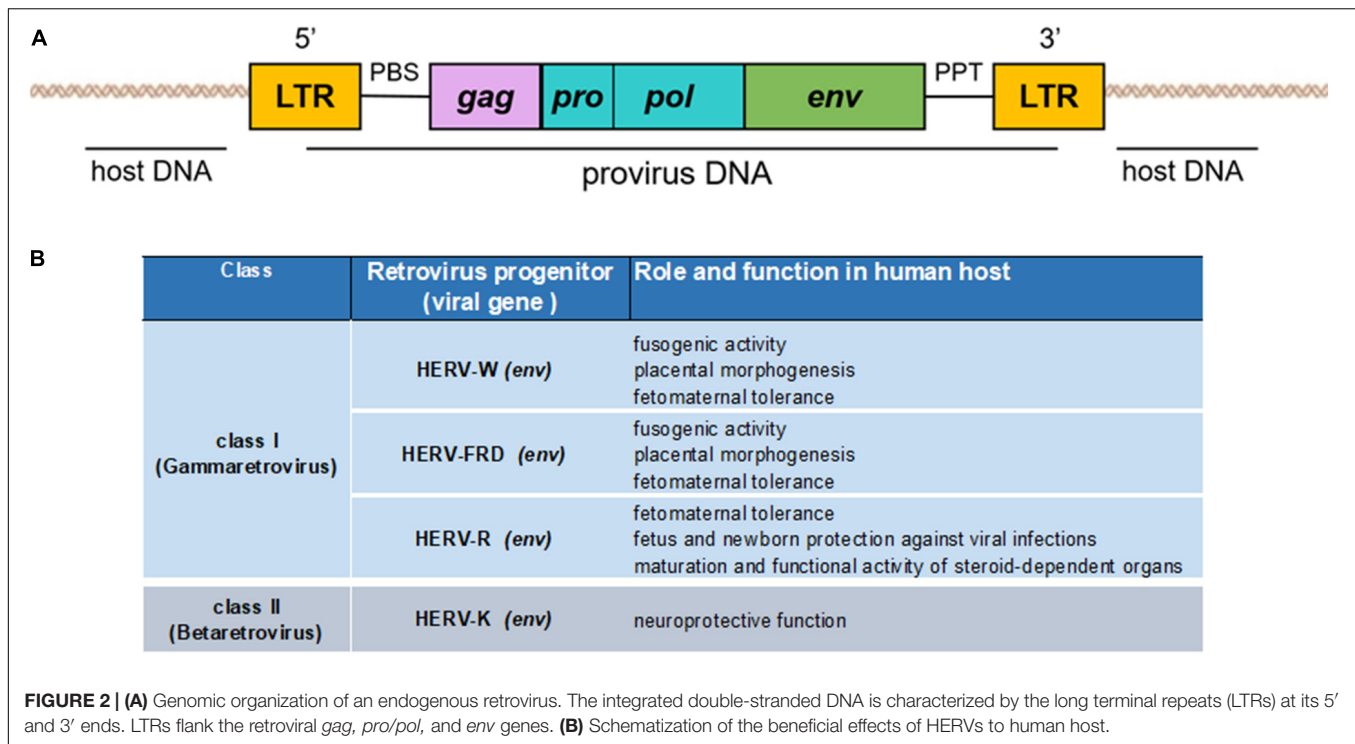 A
5' 3'
LTR PBS gag pro pol env PPT LTR
host DNA provirus DNA host DNA
B
Class Retrovirus progenitor (viral gene ) Role and function in human host
class I (Gammaretrovirus)
HERV-W (env)
fusogenic activity
placental morphogenesis
fetomaternal tolerance
HERV-FRD (env)
fusogenic activity
placental morphogenesis
fetomaternal tolerance
HERV-R (env)
fetomaternal tolerance
fetus and newborn protection against viral infections
maturation and functional activity of steroid-dependent organs
class II (Betaretrovirus)
HERV-K (env)
neuroprotective function
FIGURE 2 | (A) Genomic organization of an endogenous retrovirus. The integrated double-stranded DNA is characterized by the long terminal repeats (LTRs) at its 5′
and 3′ ends. LTRs flank the retroviral gag, pro/pol, and env genes. (B) Schematization of the beneficial effects of HERVs to human host.